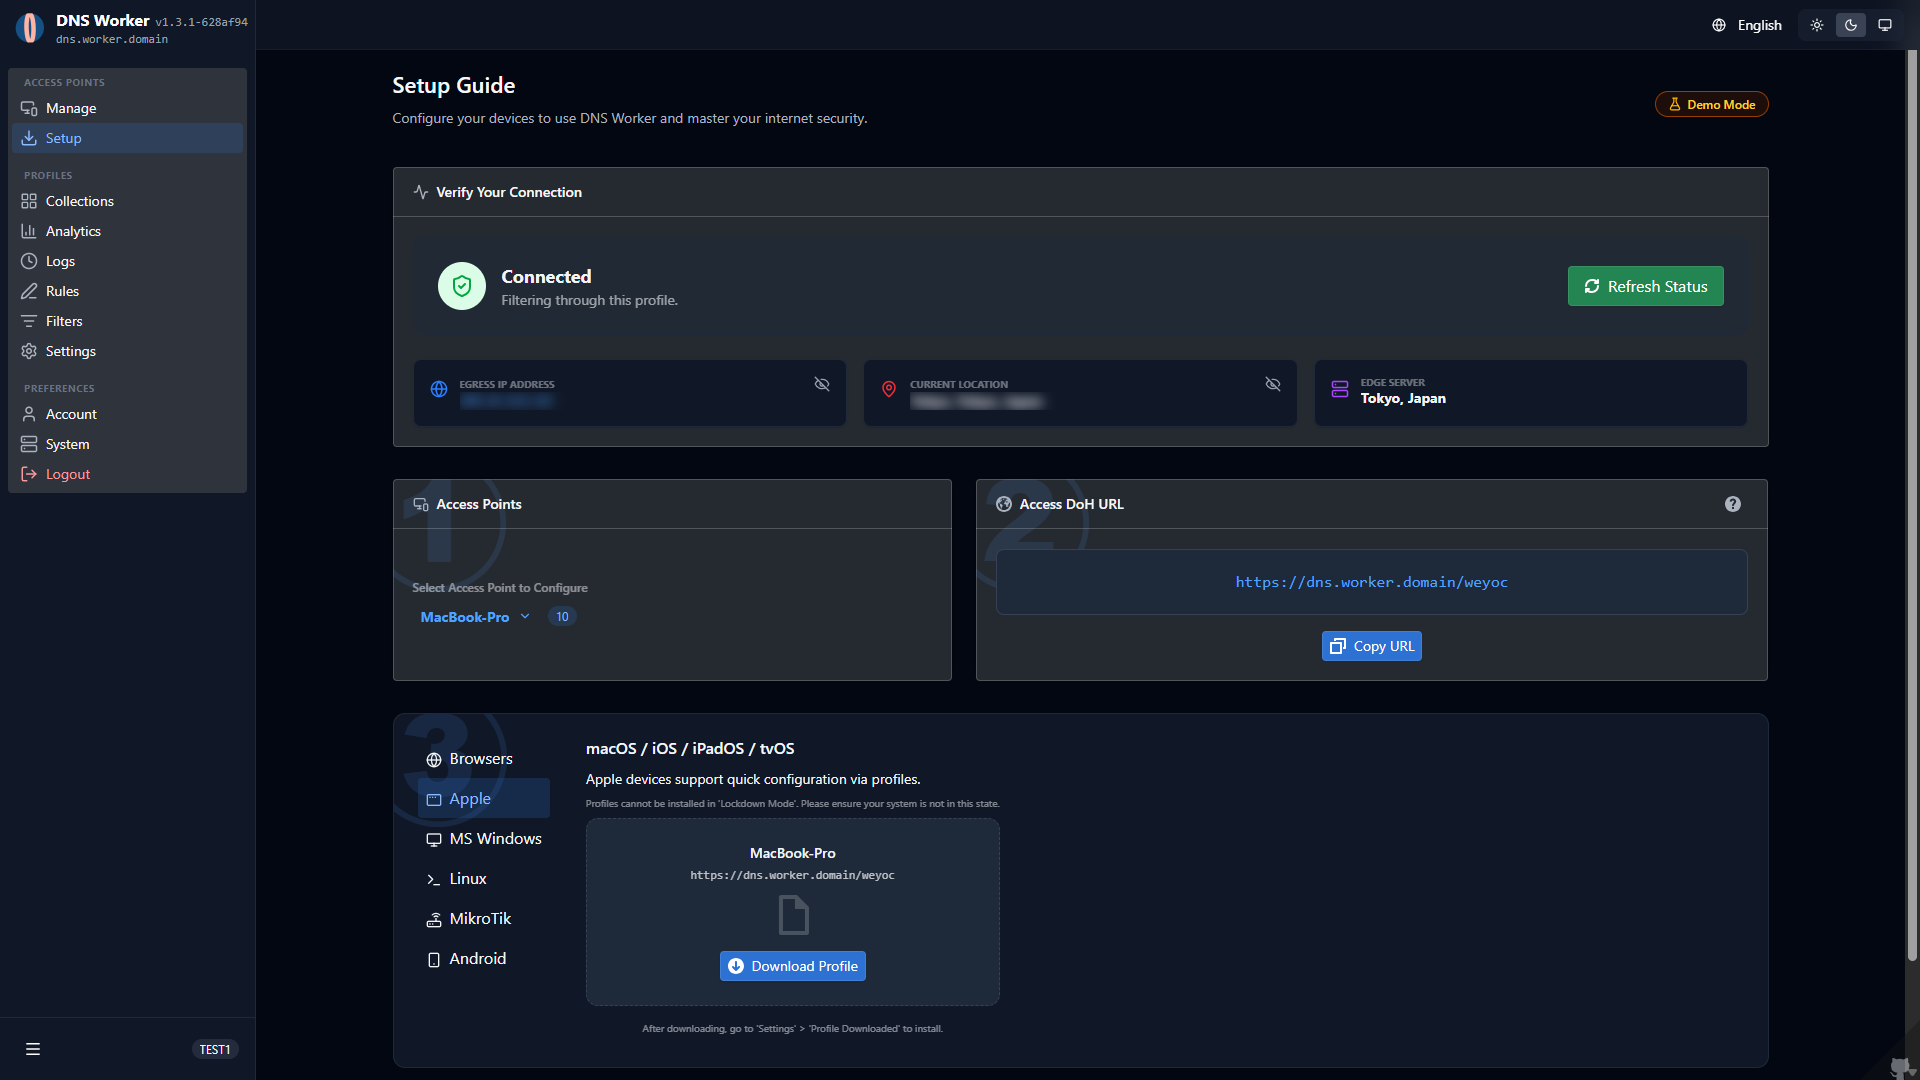 DNS Worker v1.3.1-628af94
dns.worker.domain
English
ACCESS POINTS
Manage
Setup
PROFILES
Collections
Analytics
Logs
Rules
Filters
Settings
PREFERENCES
Account
System
Logout
TEST1
Setup Guide
Configure your devices to use DNS Worker and master your internet security.
Demo Mode
Verify Your Connection
Connected
Filtering through this profile.
Refresh Status
EGRESS IP ADDRESS
CURRENT LOCATION
EDGE SERVER
Tokyo, Japan
1
Access Points
Select Access Point to Configure
MacBook-Pro
10
2
Access DoH URL
?
https://dns.worker.domain/weyoc
Copy URL
3
Browsers
Apple
MS Windows
Linux
MikroTik
Android
macOS / iOS / iPadOS / tvOS
Apple devices support quick configuration via profiles.
Profiles cannot be installed in 'Lockdown Mode'. Please ensure your system is not in this state.
MacBook-Pro
https://dns.worker.domain/weyoc
Download Profile
After downloading, go to 'Settings' > 'Profile Downloaded' to install.